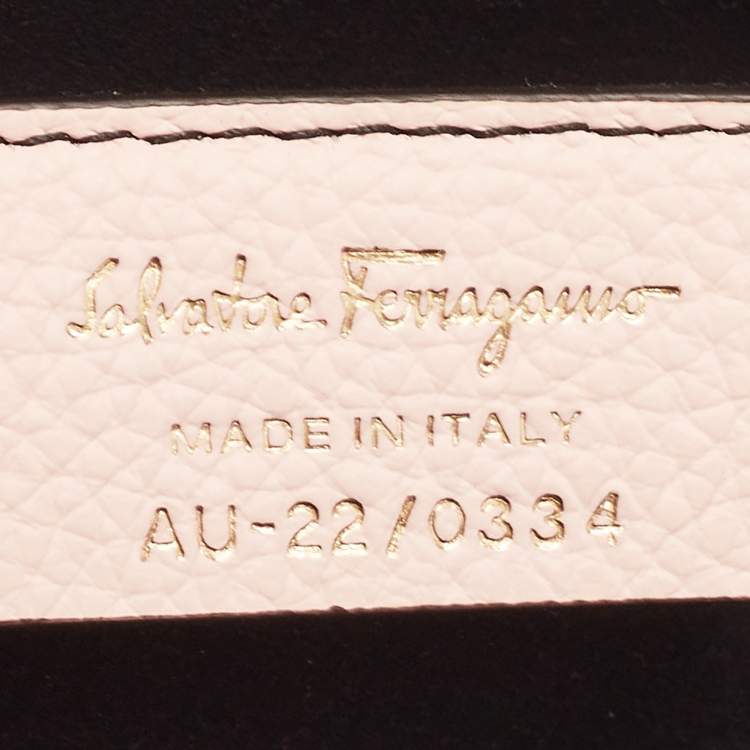 Salvatore Ferragamo
MADE IN ITALY
AU-22/0334